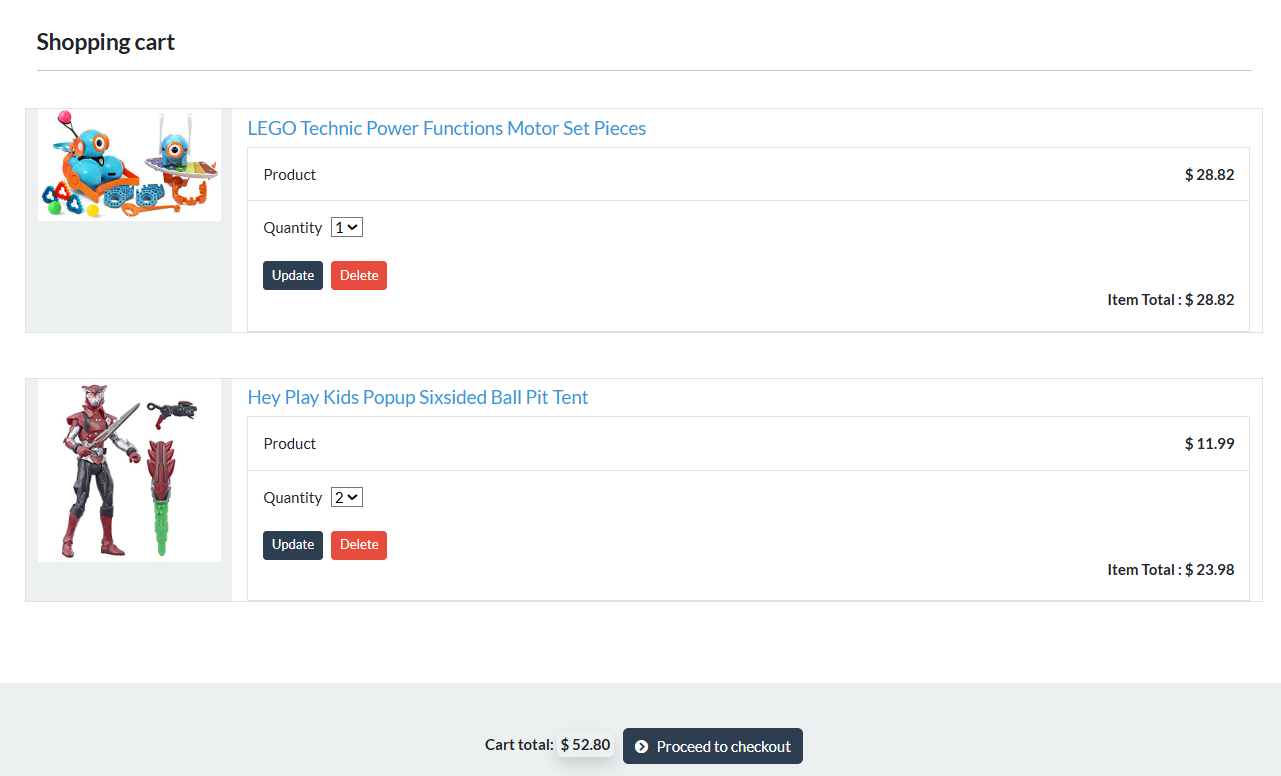 Shopping cart
LEGO Technic Power Functions Motor Set Pieces
Product $ 28.82
Quantity 1
Update Delete
Item Total : $ 28.82
Hey Play Kids Popup Sixsided Ball Pit Tent
Product $ 11.99
Quantity 2
Update Delete
Item Total : $ 23.98
Cart total: $ 52.80 Proceed to checkout